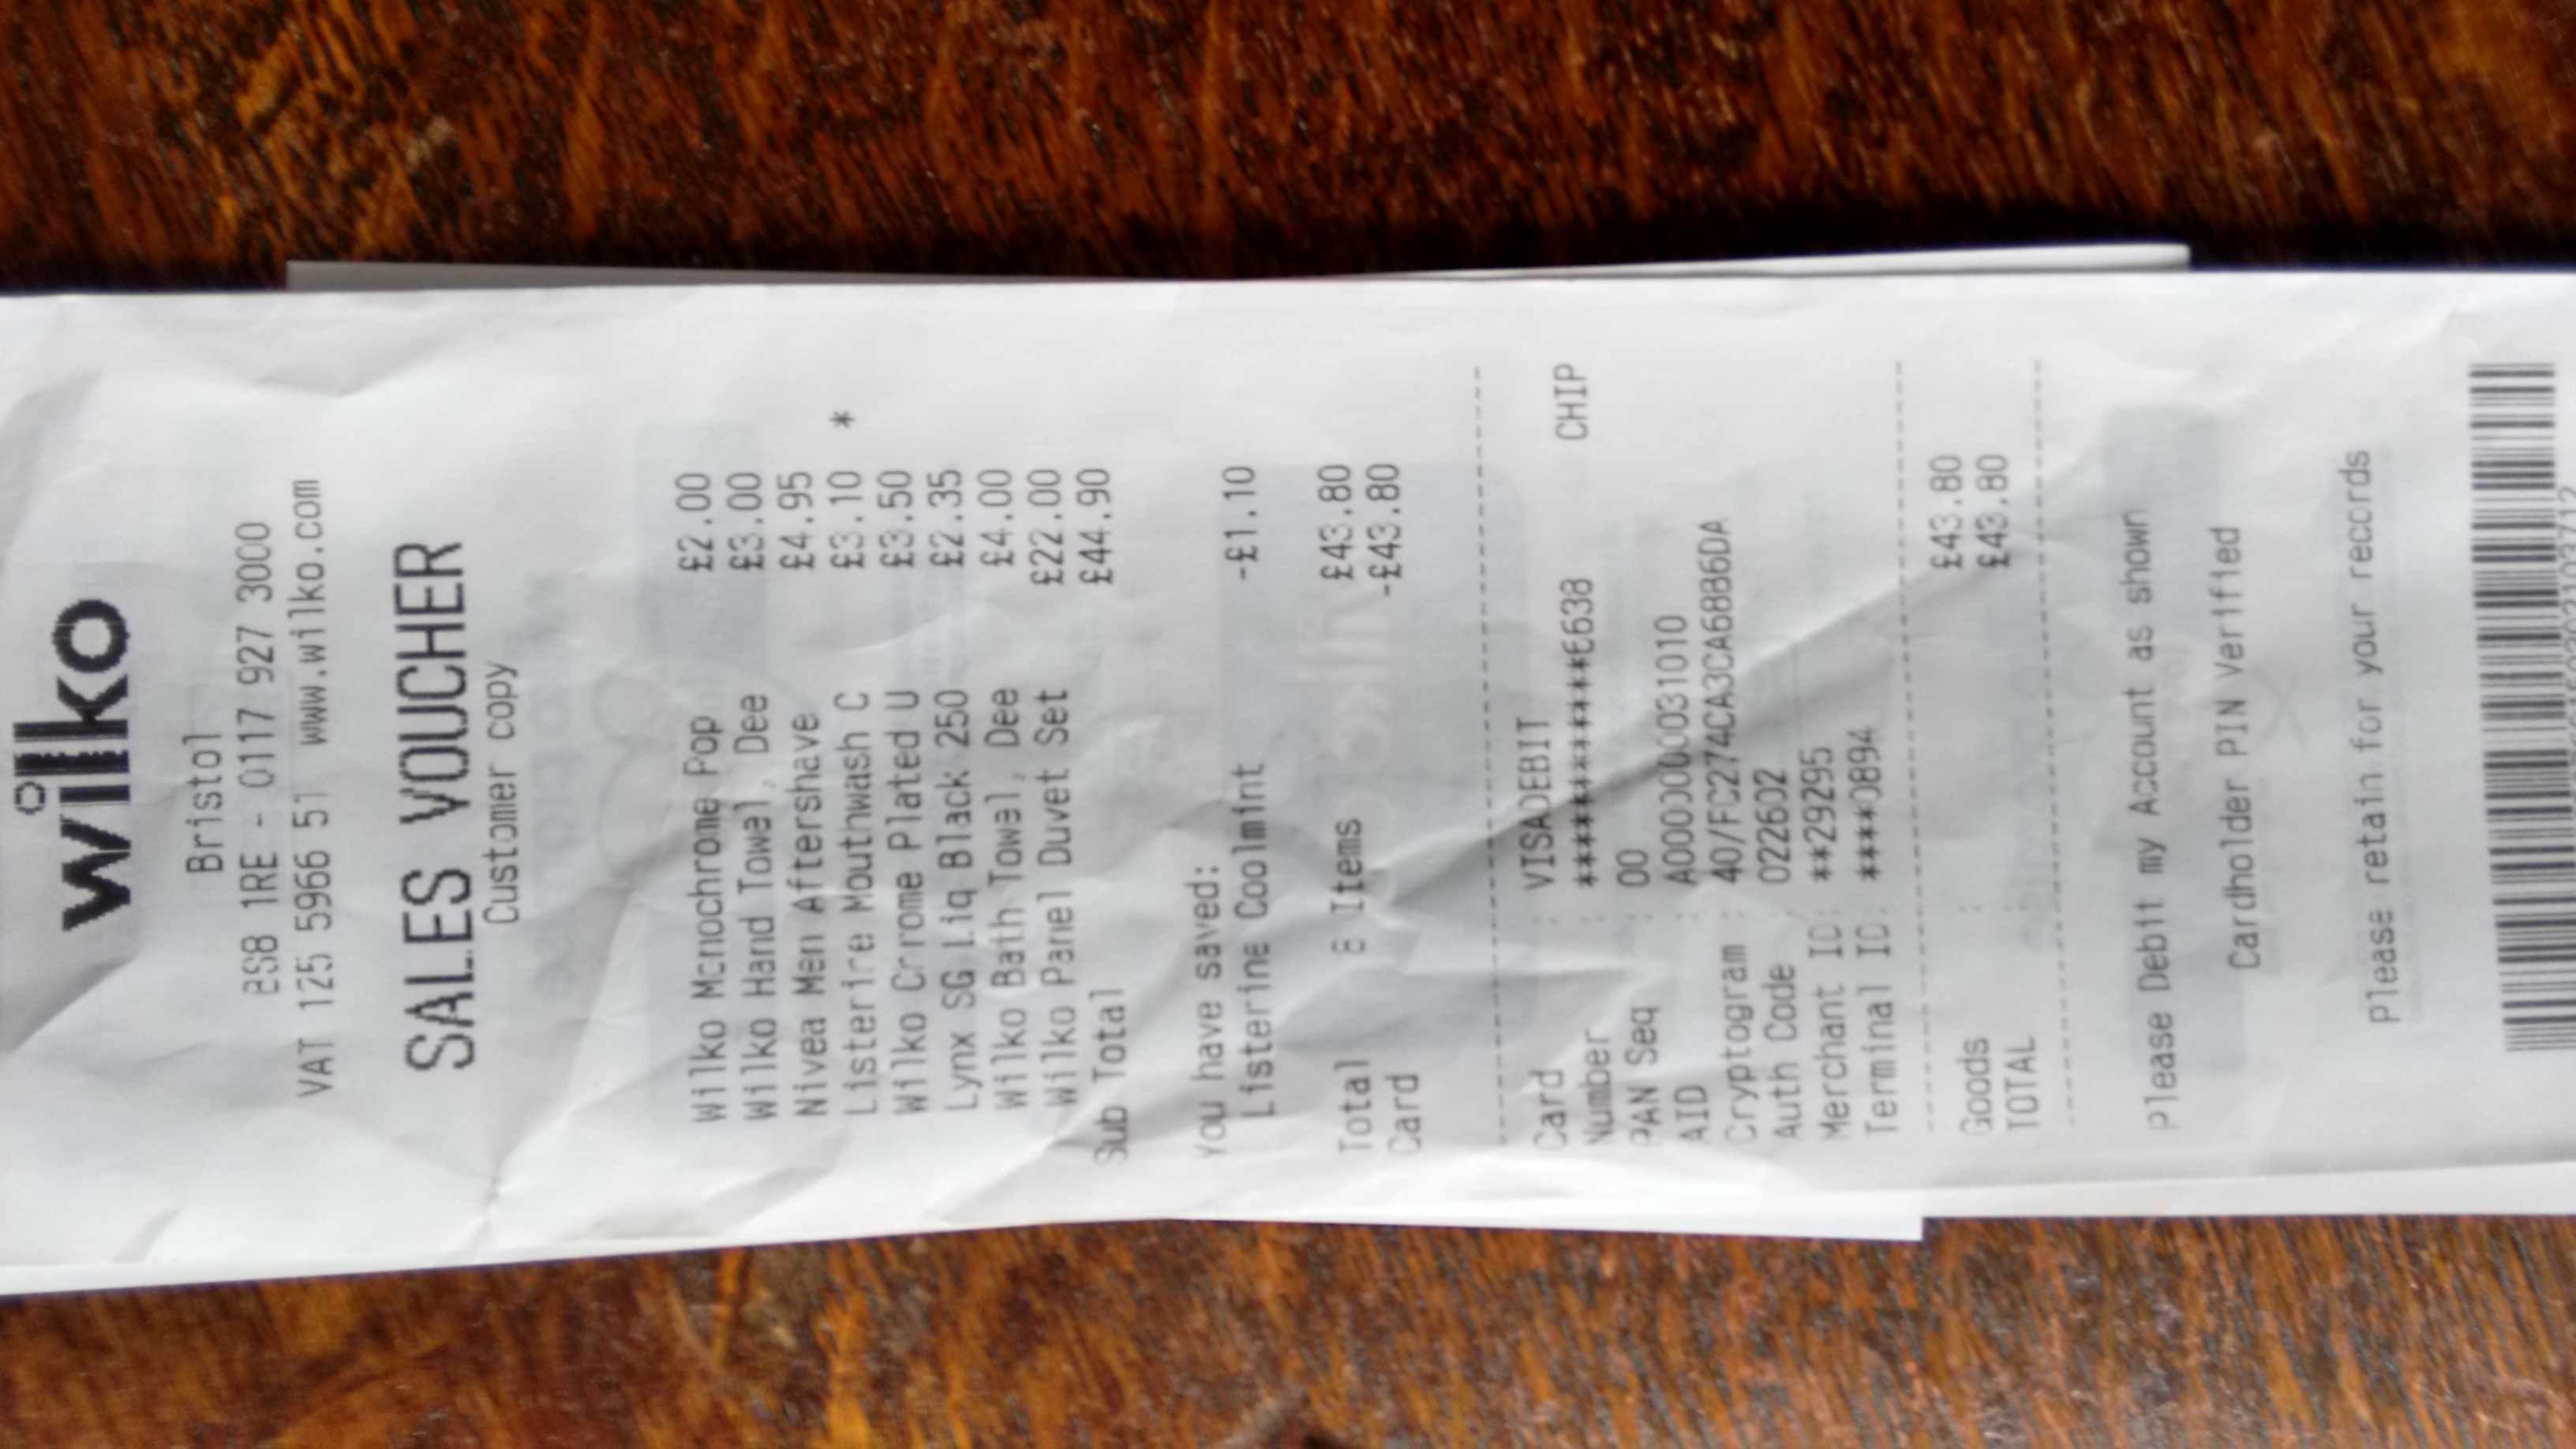 wilko
Bristol
BS8 1RE - 0117 927 3000
VAT 125 5966 51 www.wilko.com
SALES VOUCHER
Customer copy
Wilko Monochrome Pop £2.00
Wilko Hand Towel, Dee £3.00
Nivea Men Aftershave £4.95
Listerine Mouthwash C £3.10 *
Wilko Chrome Plated U £3.50
Lynx SG Liq Black 250 £2.35
Wilko Bath Towel, Dee £4.00
Wilko Panel Duvet Set £22.00
Sub Total £44.90
You have saved:
Listerine Coolmint -£1.10
Total 8 Items £43.80
Card -£43.80
Card : VISADEBIT
Number : ************6638 CHIP
PAN Seq : 00
AID : A0000000031010
Cryptogram : 40/FC274CA3CA68B6DA
Auth Code : 022602
Merchant ID: **29295
Terminal ID: ****0894
Goods : £43.80
TOTAL £43.80
Please Debit my Account as shown
Cardholder PIN Verified
Please retain for your records